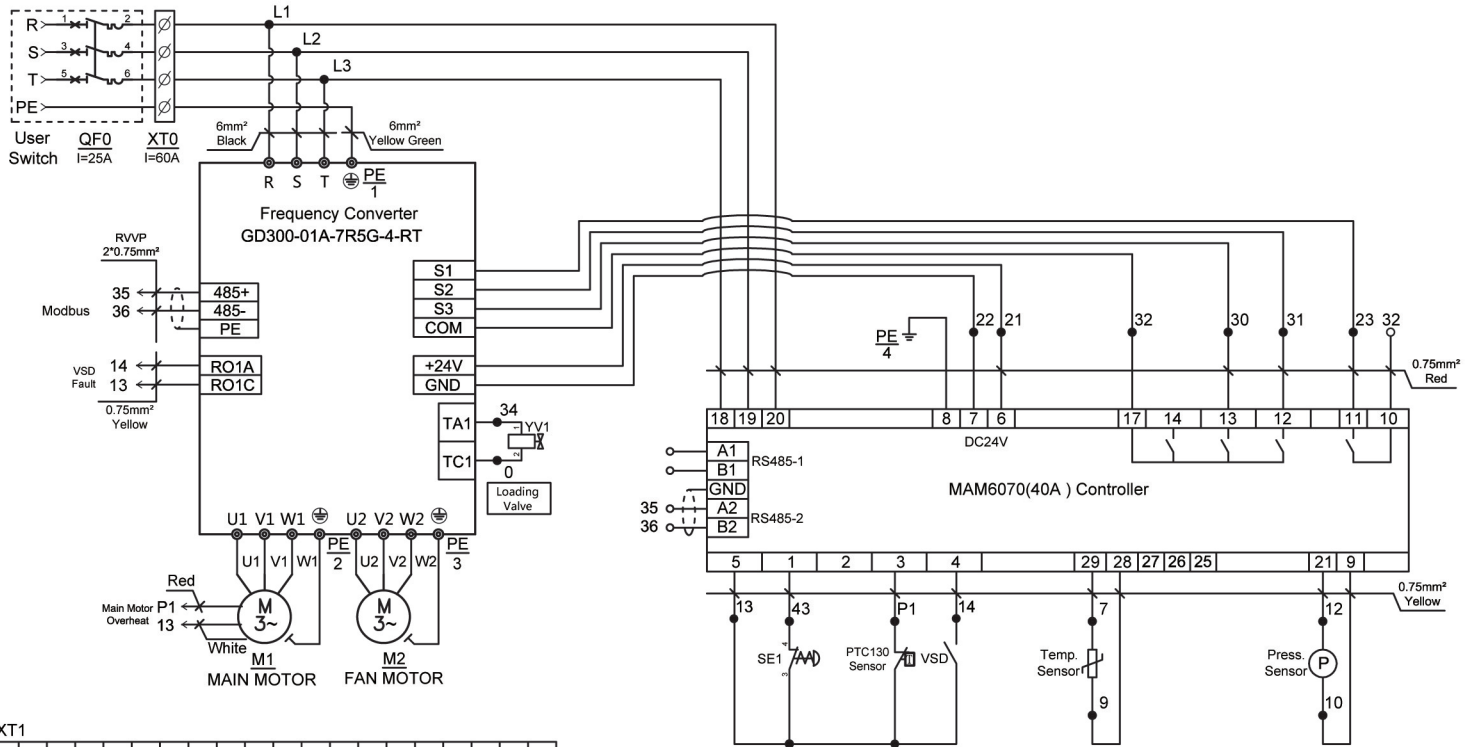 R 1 2
S 3 4
T 5 6
PE
User Switch
QF0
I=25A
XT0
I=60A
L1
L2
L3
6mm²
Black
6mm²
Yellow Green
R S T PE
1
Frequency Converter
GD300-01A-7R5G-4-RT
RVVP
2*0.75mm²
Modbus
35 485+
36 485-
PE
VSD
Fault
14 RO1A
13 RO1C
0.75mm²
Yellow
S1
S2
S3
COM
+24V
GND
TA1 34
1 YV1
2
TC1 0
Loading
Valve
U1 V1 W1 U2 V2 W2
PE
2
PE
3
U1 V1 W1 U2 V2 W2
Red
Main Motor
Overheat
P1
13
White
M
3~
M
3~
M1
MAIN MOTOR
M2
FAN MOTOR
PE
4
22 21 32 30 31 23 32
0.75mm²
Red
18 19 20 8 7 6 17 14 13 12 11 10
DC24V
A1
B1
RS485-1
GND
35 A2
36 B2
RS485-2
MAM6070(40A ) Controller
5 1 2 3 4 29 28 27 26 25 21 9
0.75mm²
Yellow
13 43 P1 14 7 12
SE1
4
3
PTC130
Sensor
VSD
Temp.
Sensor
9
Press.
Sensor
P
10
XT1